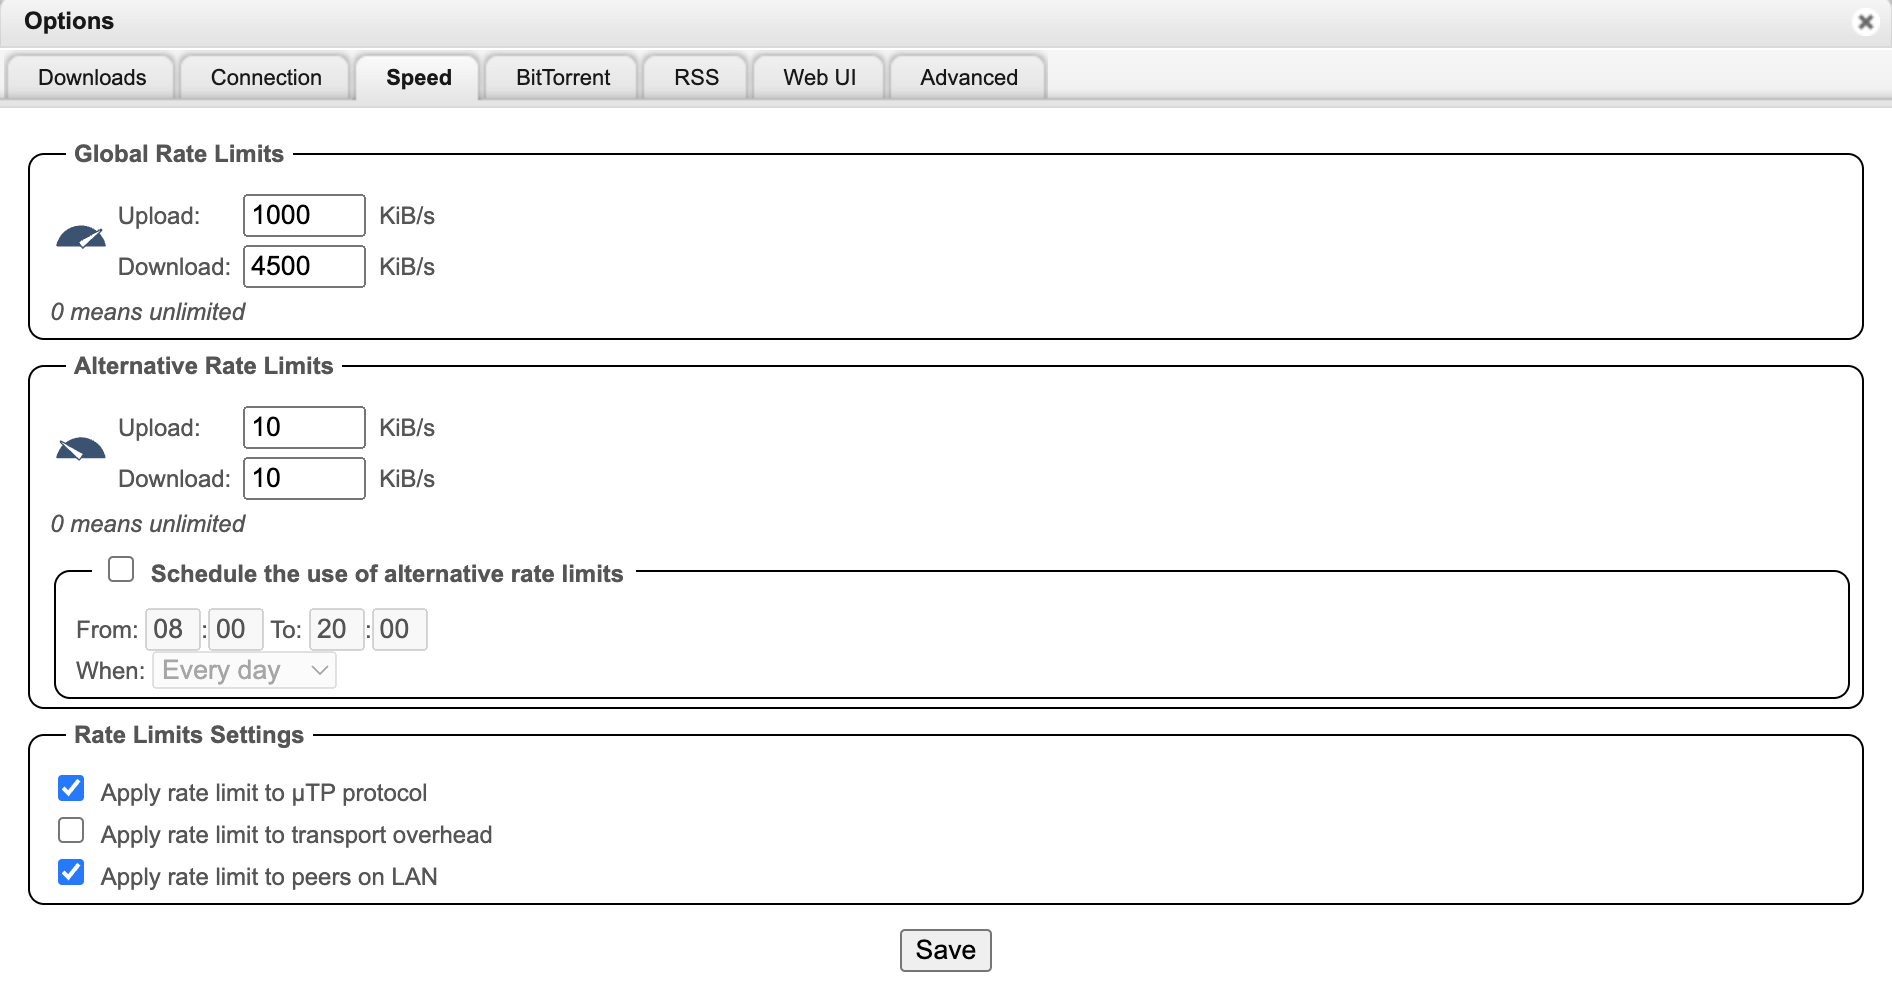 Options
Downloads Connection Speed BitTorrent RSS Web UI Advanced
Global Rate Limits
Upload: 1000 KiB/s
Download: 4500 KiB/s
0 means unlimited
Alternative Rate Limits
Upload: 10 KiB/s
Download: 10 KiB/s
0 means unlimited
Schedule the use of alternative rate limits
From: 08 : 00 To: 20 : 00
When: Every day
Rate Limits Settings
Apply rate limit to µTP protocol
Apply rate limit to transport overhead
Apply rate limit to peers on LAN
Save